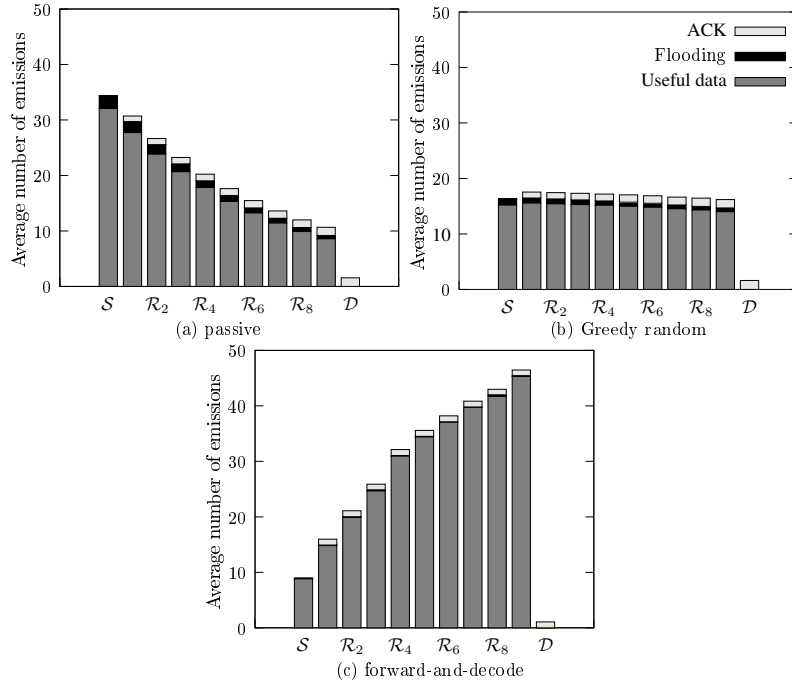 50
40
30
20
10
0
Average number of emissions
S R2 R4 R6 R8 D
(a) passive
50
40
30
20
10
0
Average number of emissions
ACK
Flooding
Useful data
S R2 R4 R6 R8 D
(b) Greedy random
50
40
30
20
10
0
Average number of emissions
S R2 R4 R6 R8 D
(c) forward-and-decode